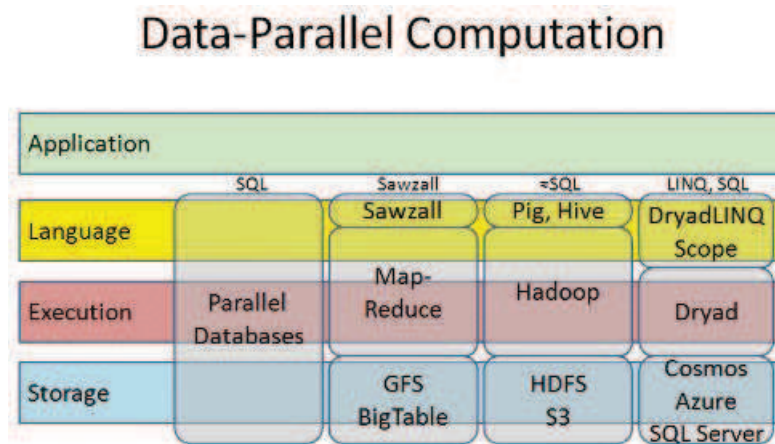 Data-Parallel Computation
Application
SQL
Sawzall
≈SQL
LINQ, SQL
Language
Sawzall
Pig, Hive
DryadLINQ
Scope
Execution
Parallel
Databases
Map-
Reduce
Hadoop
Dryad
Storage
GFS
BigTable
HDFS
S3
Cosmos
Azure
SQL Server